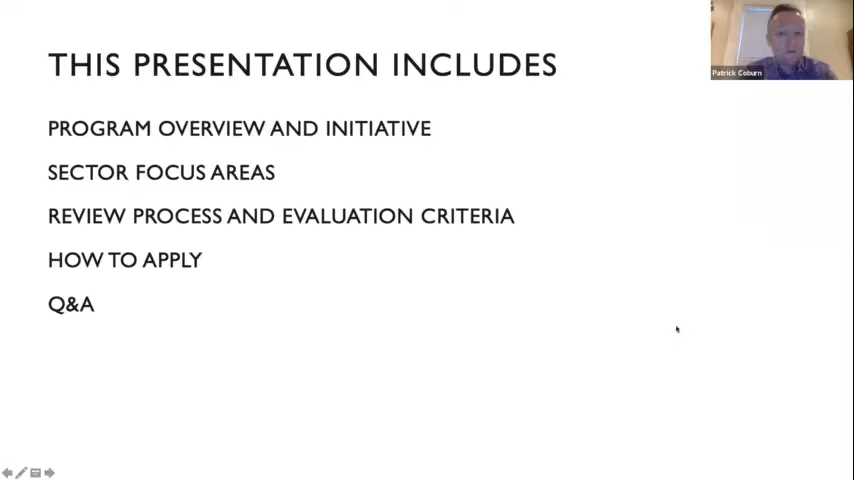 THIS PRESENTATION INCLUDES
Patrick Coburn
PROGRAM OVERVIEW AND INITIATIVE
SECTOR FOCUS AREAS
REVIEW PROCESS AND EVALUATION CRITERIA
HOW TO APPLY
Q&A